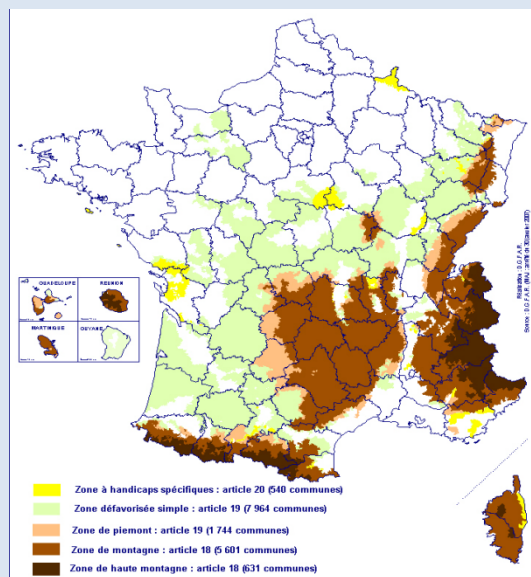 GUADELOUPE
REUNION
MARTINIQUE
GUYANE
Réalisation : D.G.F.A.R.
Zone à handicaps spécifiques : article 20 (540 communes)
Zone défavorisée simple : article 19 (7 964 communes)
Zone de piemont : article 19 (1 744 communes)
Zone de montagne : article 18 (5 601 communes)
Zone de haute montagne : article 18 (631 communes)